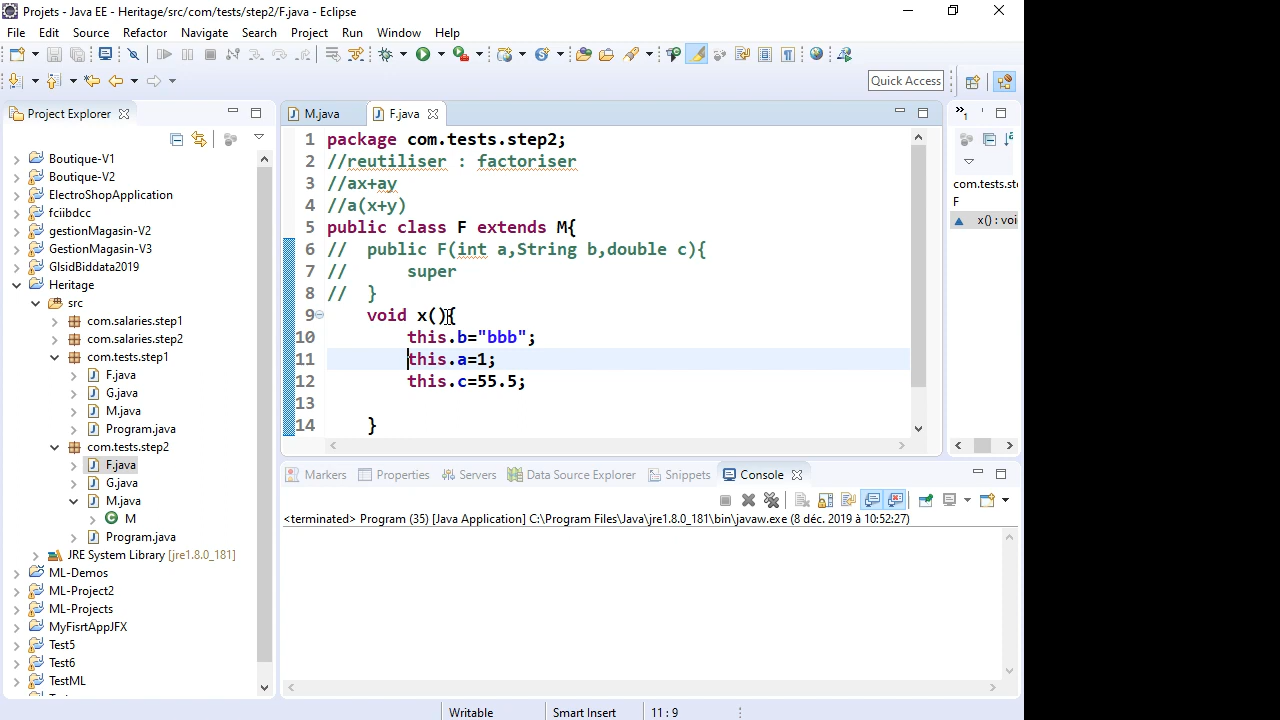 Projets - Java EE - Heritage/src/com/tests/step2/F.java - Eclipse
File Edit Source Refactor Navigate Search Project Run Window Help
Quick Access
Project Explorer
Boutique-V1
Boutique-V2
ElectroShopApplication
fciibdcc
gestionMagasin-V2
GestionMagasin-V3
GlsidBiddata2019
Heritage
src
com.salaries.step1
com.salaries.step2
com.tests.step1
F.java
G.java
M.java
Program.java
com.tests.step2
F.java
G.java
M.java
M
Program.java
JRE System Library [jre1.8.0_181]
ML-Demos
ML-Project2
ML-Projects
MyFisrtAppJFX
Test5
Test6
TestML
M.java F.java
1 package com.tests.step2;
2 //reutiliser : factoriser
3 //ax+ay
4 //a(x+y)
5 public class F extends M{
6 // public F(int a,String b,double c){
7 // super
8 // }
9 void x(){
10 this.b="bbb";
11 this.a=1;
12 this.c=55.5;
13
14 }
1
com.tests.st
F
x() : voi
Markers Properties Servers Data Source Explorer Snippets Console
<terminated> Program (35) [Java Application] C:\Program Files\Java\jre1.8.0_181\bin\javaw.exe (8 déc. 2019 à 10:52:27)
Writable Smart Insert 11 : 9